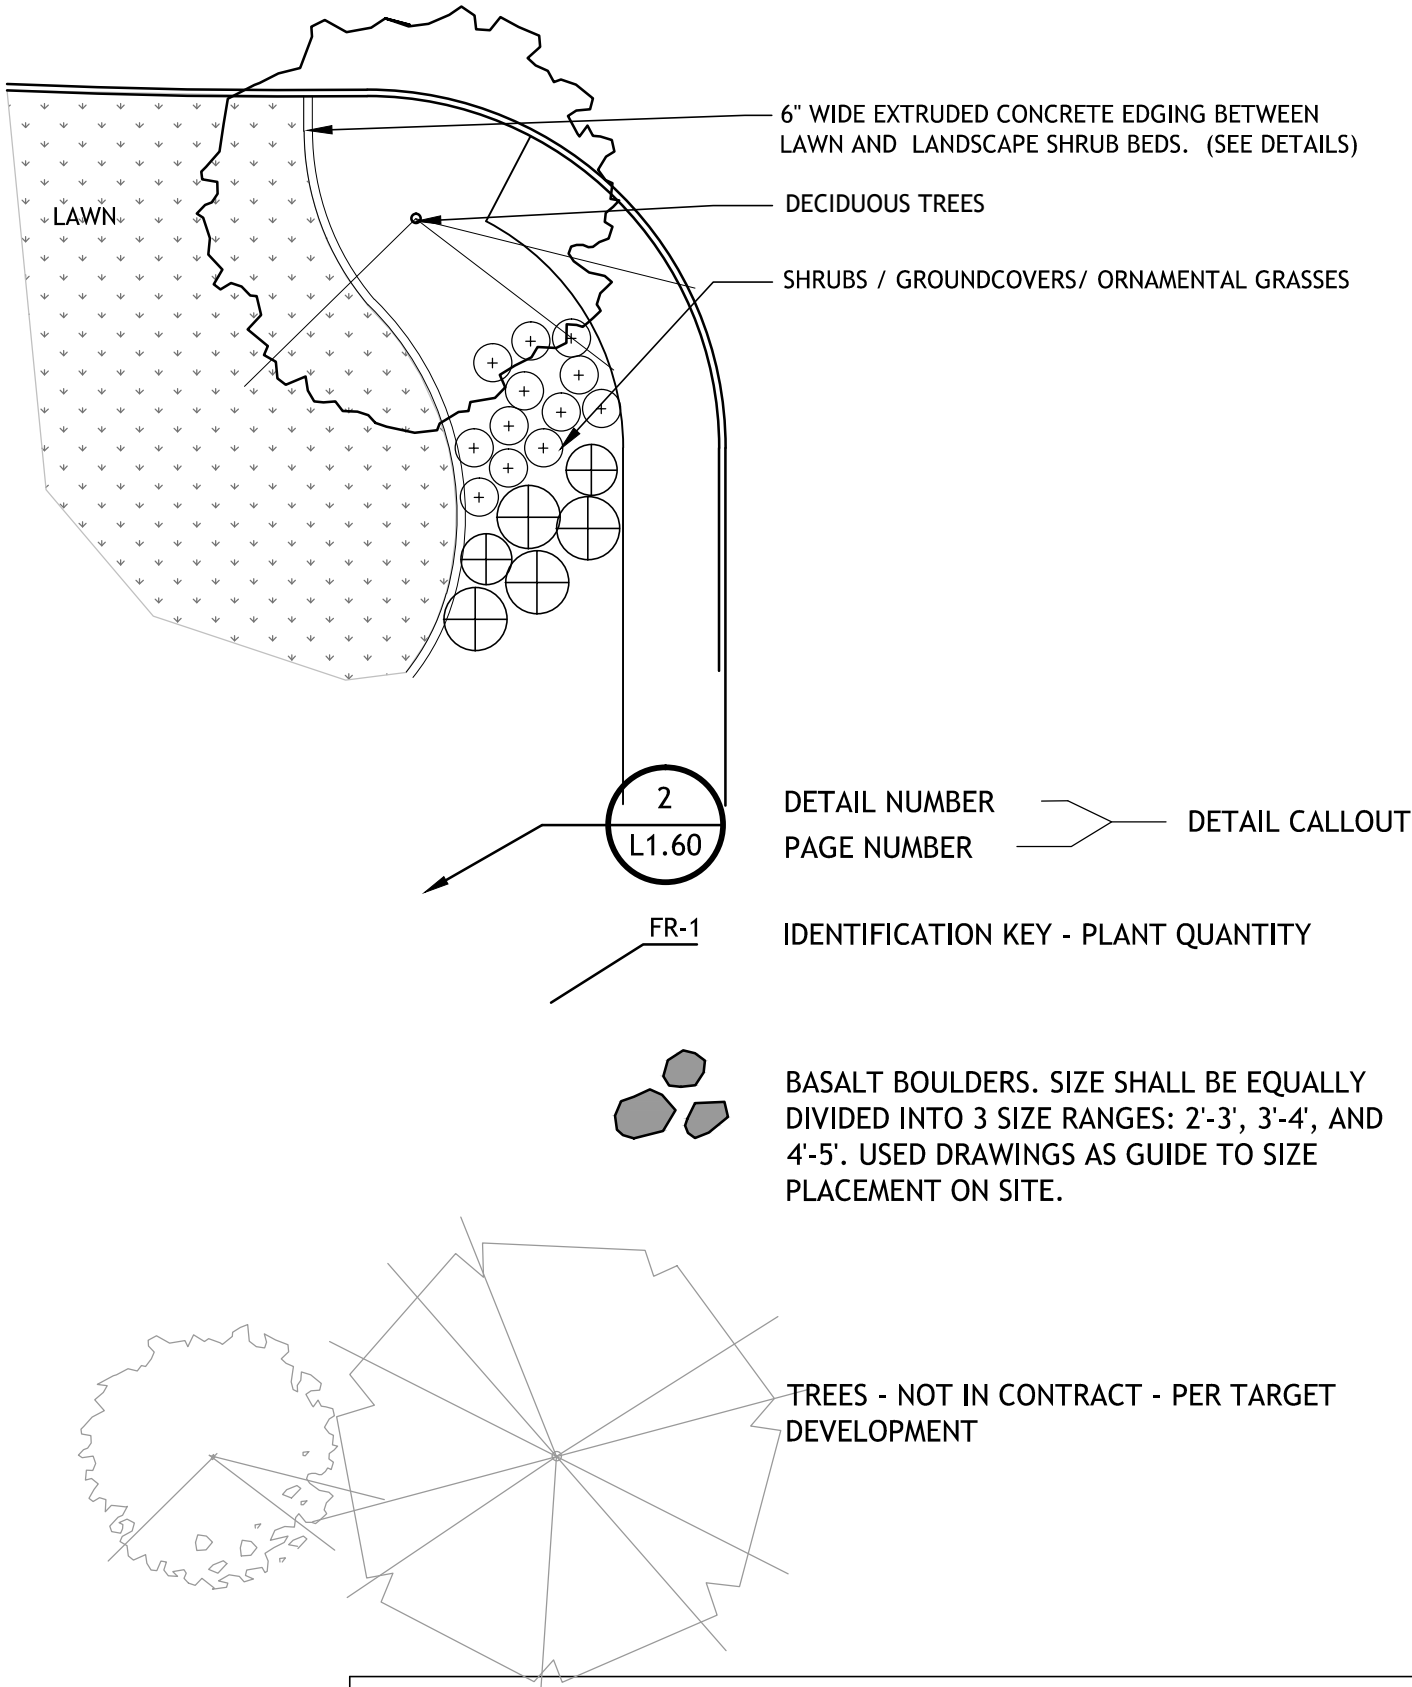 6" WIDE EXTRUDED CONCRETE EDGING BETWEEN
LAWN AND LANDSCAPE SHRUB BEDS. (SEE DETAILS)
DECIDUOUS TREES
LAWN
SHRUBS / GROUNDCOVERS/ ORNAMENTAL GRASSES
2
L1.60
DETAIL NUMBER
PAGE NUMBER
DETAIL CALLOUT
FR-1
IDENTIFICATION KEY - PLANT QUANTITY
BASALT BOULDERS. SIZE SHALL BE EQUALLY
DIVIDED INTO 3 SIZE RANGES: 2'-3', 3'-4', AND
4'-5'. USED DRAWINGS AS GUIDE TO SIZE
PLACEMENT ON SITE.
TREES - NOT IN CONTRACT - PER TARGET
DEVELOPMENT